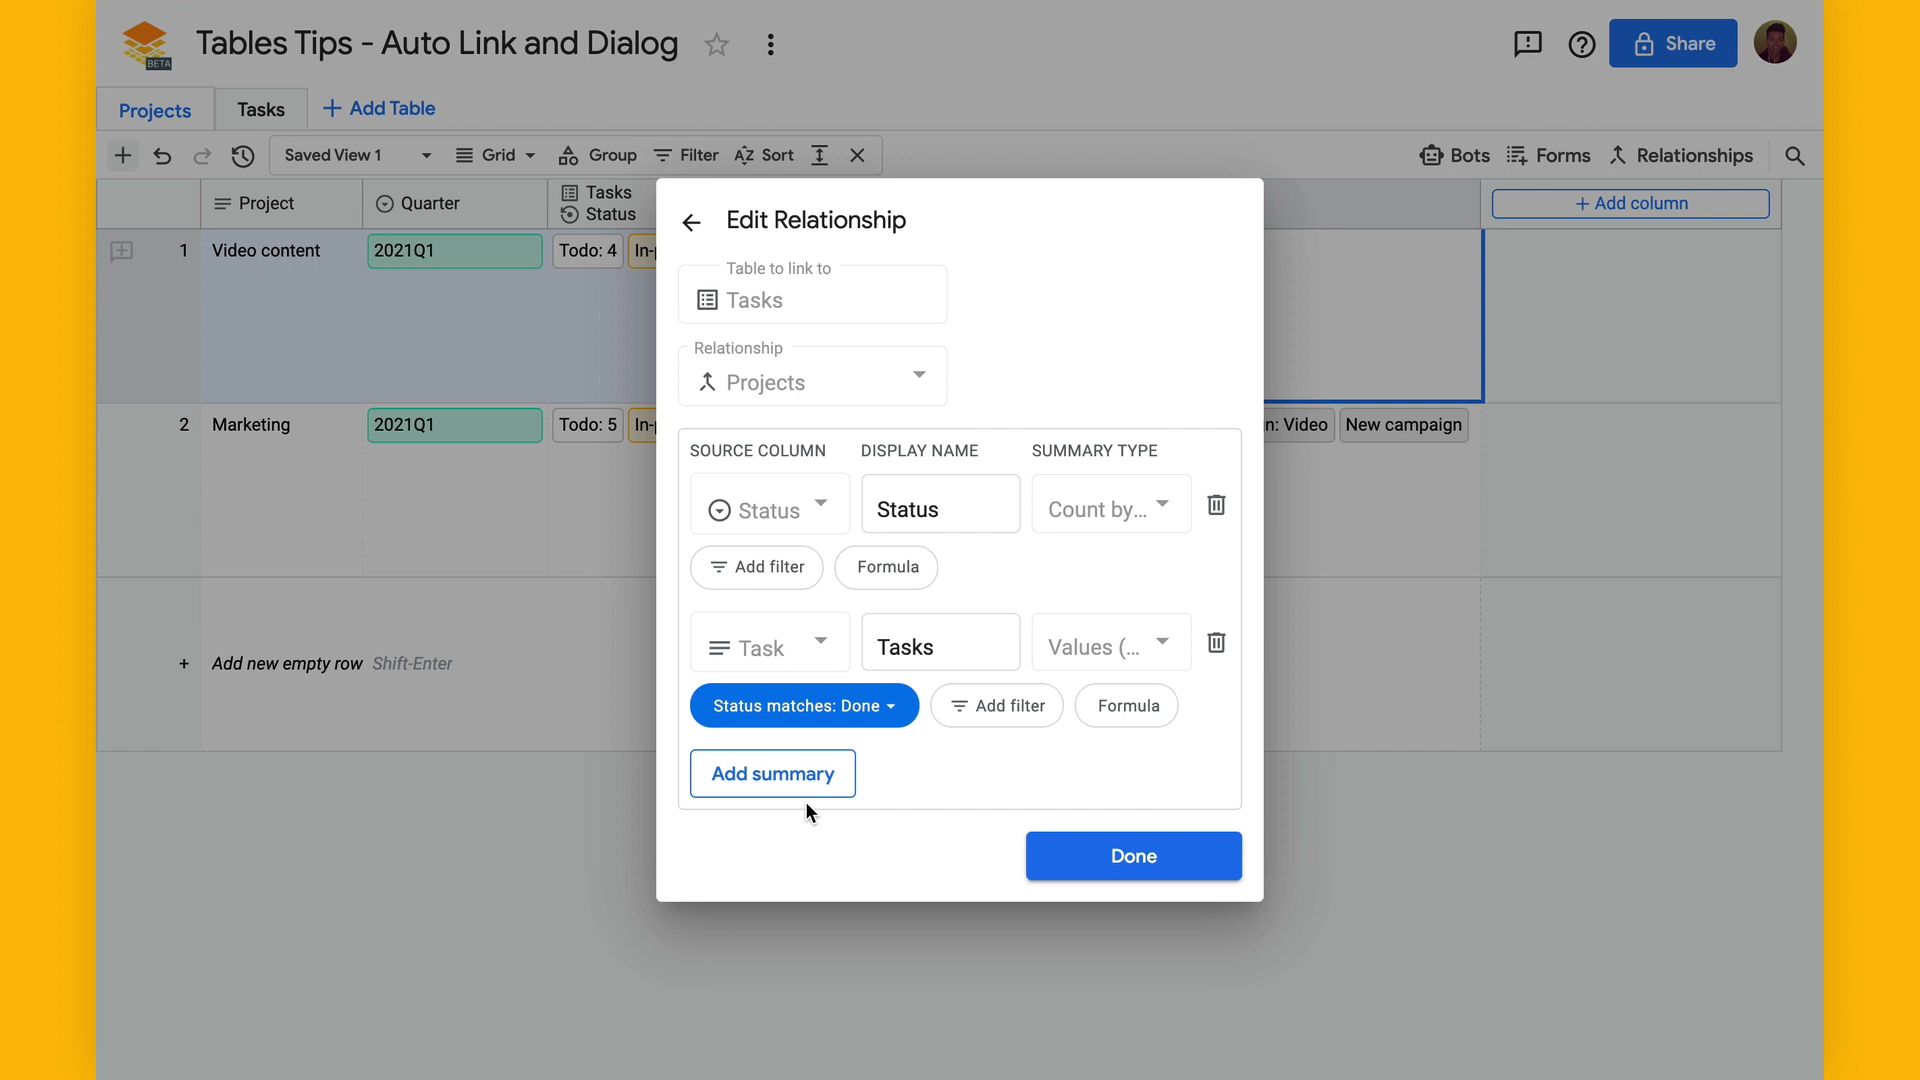 BETA
Tables Tips - Auto Link and Dialog
Share
Projects
Tasks
Add Table
Saved View 1
Grid
Group
Filter
Sort
Bots
Forms
Relationships
Project
Quarter
Tasks
Status
+ Add column
1
Video content
2021Q1
Todo: 4
In-p
2
Marketing
2021Q1
Todo: 5
In-p
n: Video
New campaign
+ Add new empty row Shift-Enter
Edit Relationship
Table to link to
Tasks
Relationship
Projects
SOURCE COLUMN
DISPLAY NAME
SUMMARY TYPE
Status
Status
Count by...
Add filter
Formula
Task
Tasks
Values (...
Status matches: Done
Add filter
Formula
Add summary
Done